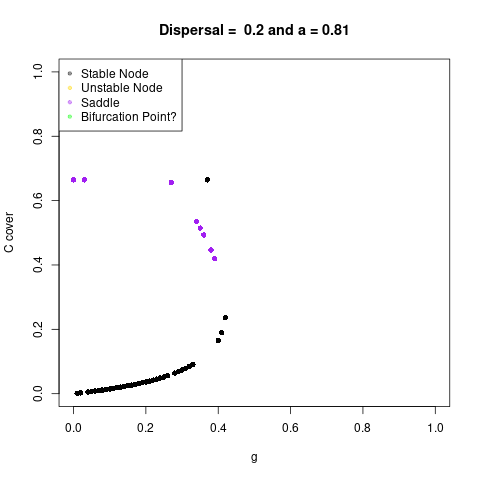 Dispersal =  0.2 and a = 0.81
Stable Node
Unstable Node
Saddle
Bifurcation Point?
C cover
1.0
0.8
0.6
0.4
0.2
0.0
0.0 0.2 0.4 0.6 0.8 1.0
g